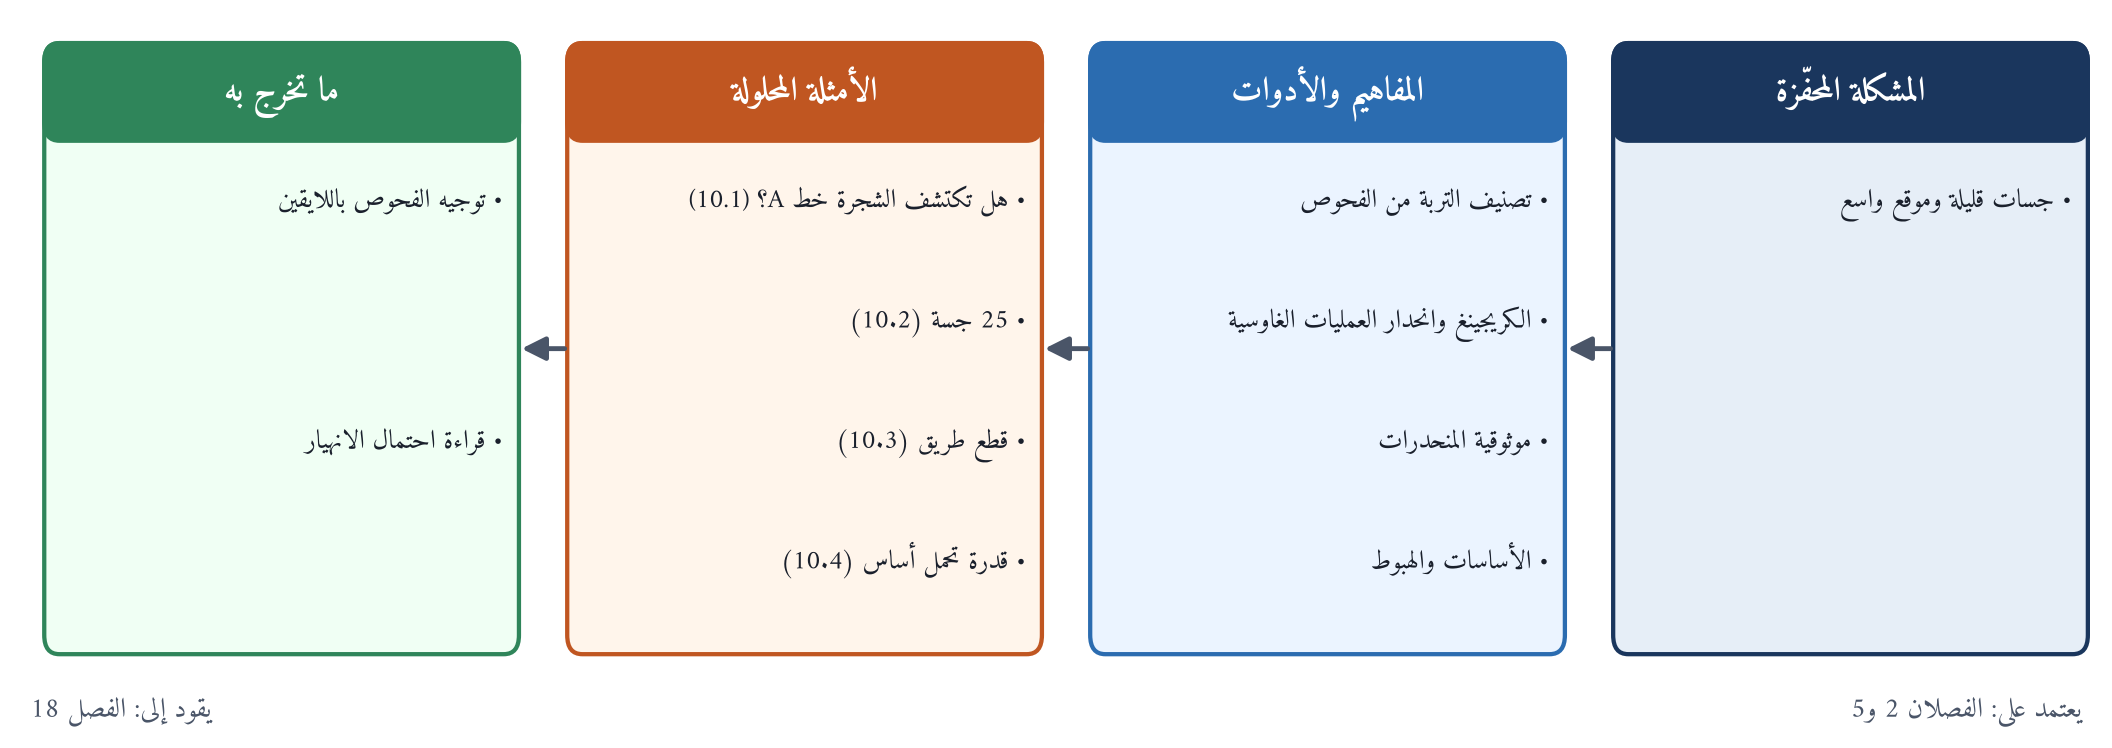 المشكلة المحفّزة
• جسات قليلة وموقع واسع
المفاهيم والأدوات
• تصنيف التربة من الفحوص
• الكريجينغ وانحدار العمليات الغاوسية
• موثوقية المنحدرات
• الأساسات والهبوط
الأمثلة المحلولة
• هل تكتشف الشجرة خط A؟ (10.1)
• 25 جسة (10.2)
• قطع طريق (10.3)
• قدرة تحمل أساس (10.4)
ما تخرج به
• توجيه الفحوص باللايقين
• قراءة احتمال الانهيار
يعتمد على: الفصلان 2 و5
يقود إلى: الفصل 18